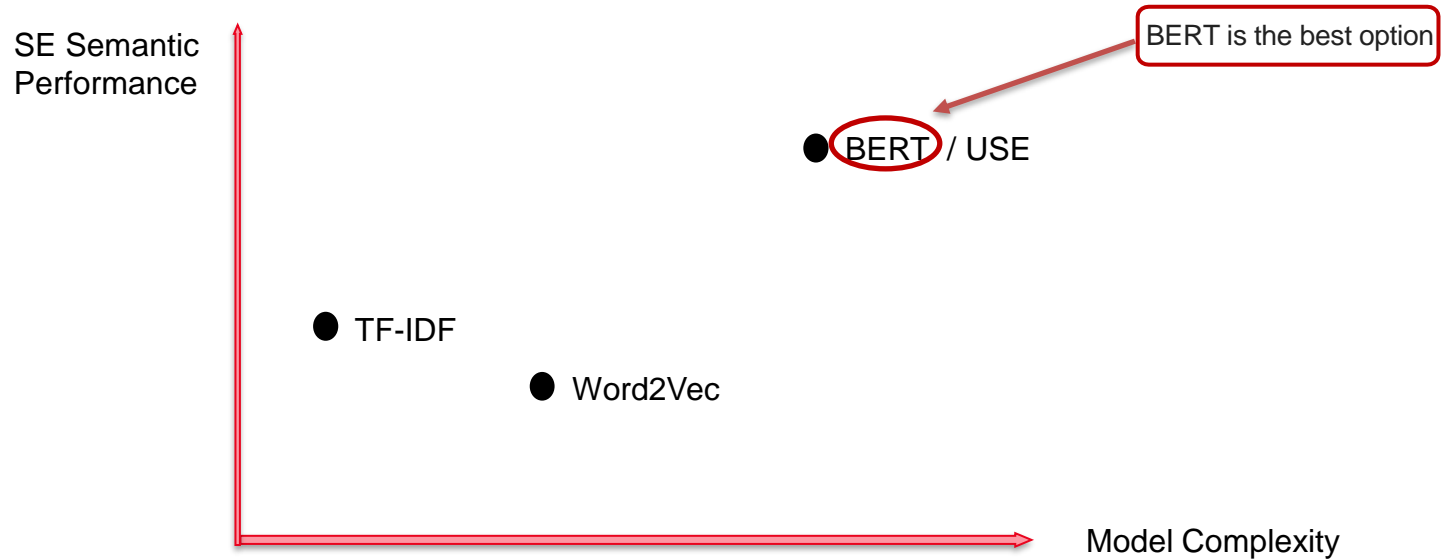 SE Semantic
Performance
BERT is the best option
BERT / USE
TF-IDF
Word2Vec
Model Complexity